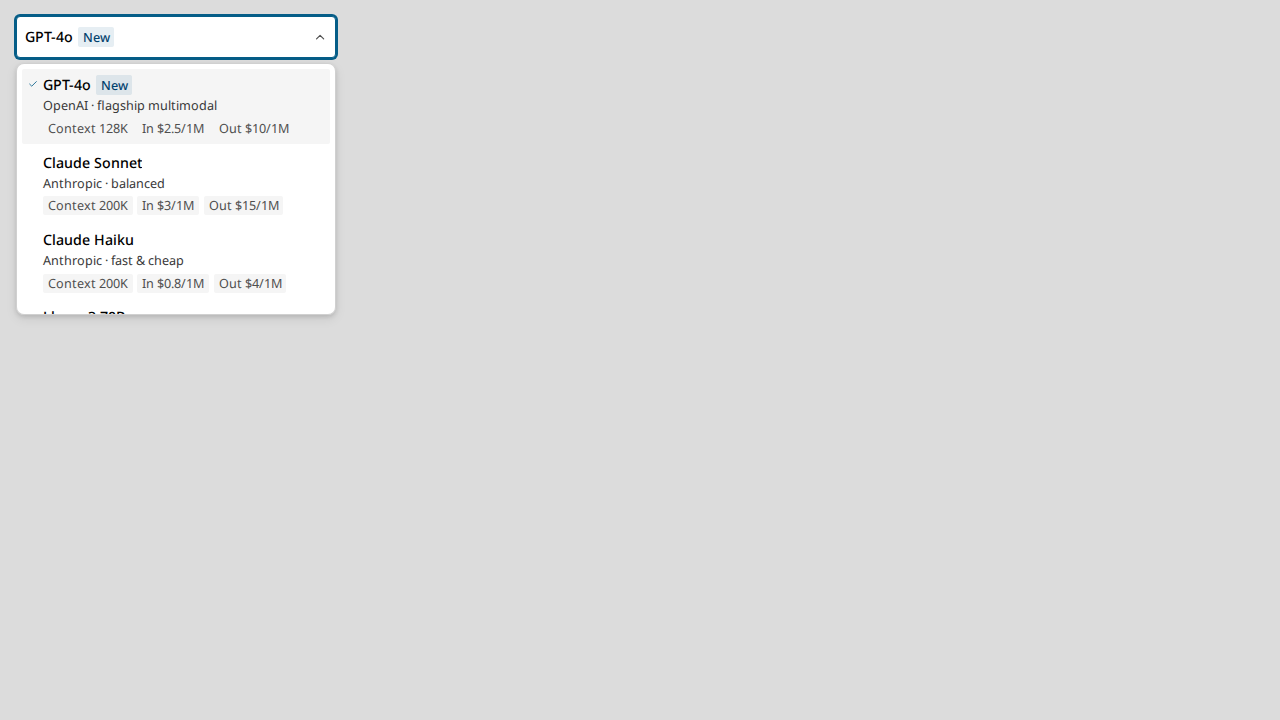 GPT-4o New
GPT-4o New
OpenAI · flagship multimodal
Context 128K In $2.5/1M Out $10/1M
Claude Sonnet
Anthropic · balanced
Context 200K In $3/1M Out $15/1M
Claude Haiku
Anthropic · fast & cheap
Context 200K In $0.8/1M Out $4/1M